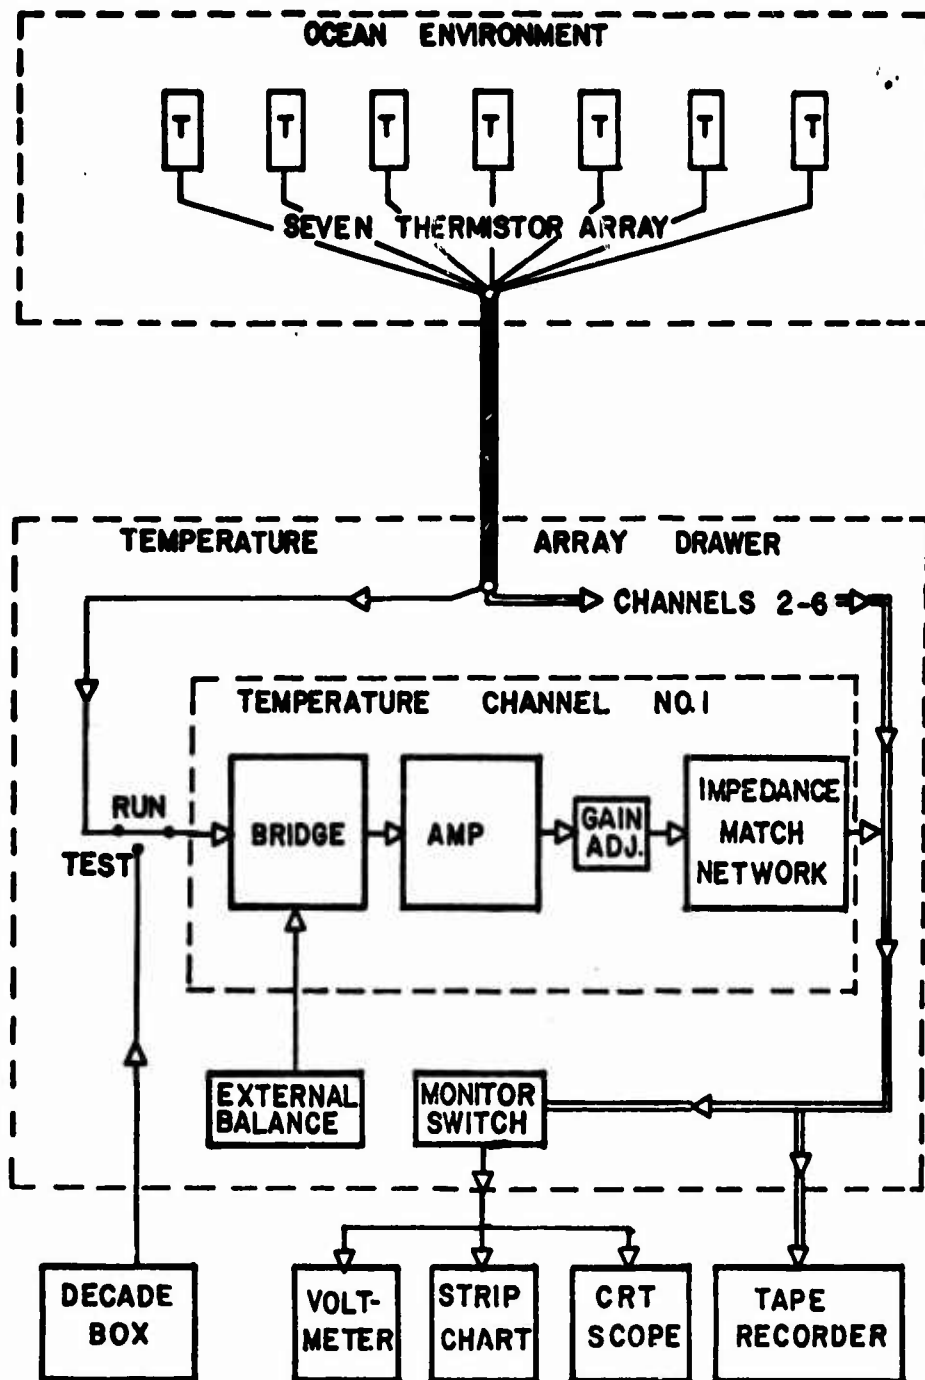 OCEAN ENVIRONMENT
T T T T T T T
SEVEN THERMISTOR ARRAY
TEMPERATURE ARRAY DRAWER
CHANNELS 2-6
TEMPERATURE CHANNEL NO. 1
RUN
TEST
BRIDGE
AMP
GAIN
ADJ.
IMPEDANCE
MATCH
NETWORK
EXTERNAL
BALANCE
MONITOR
SWITCH
DECADE
BOX
VOLT-
METER
STRIP
CHART
CRT
SCOPE
TAPE
RECORDER